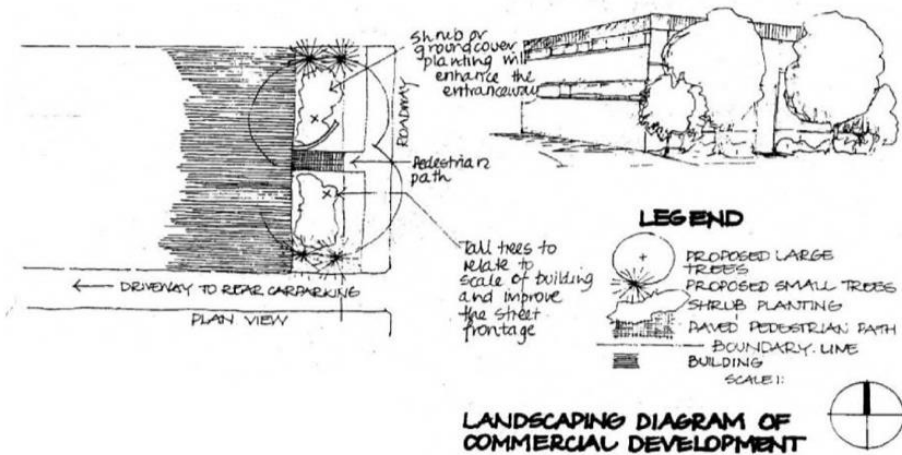 Shrub or
groundcover
planting will
enhance the
entranceway
ROADWAY
Pedestrian
path
Tall trees to
relate to
scale of building
and improve
the street
frontage
← DRIVEWAY TO REAR CARPARKING
PLAN VIEW
LEGEND
PROPOSED LARGE
TREES
PROPOSED SMALL TREES
SHRUB PLANTING
PAVED PEDESTRIAN PATH
BOUNDARY LINE
BUILDING
SCALE 1:
LANDSCAPING DIAGRAM OF
COMMERCIAL DEVELOPMENT